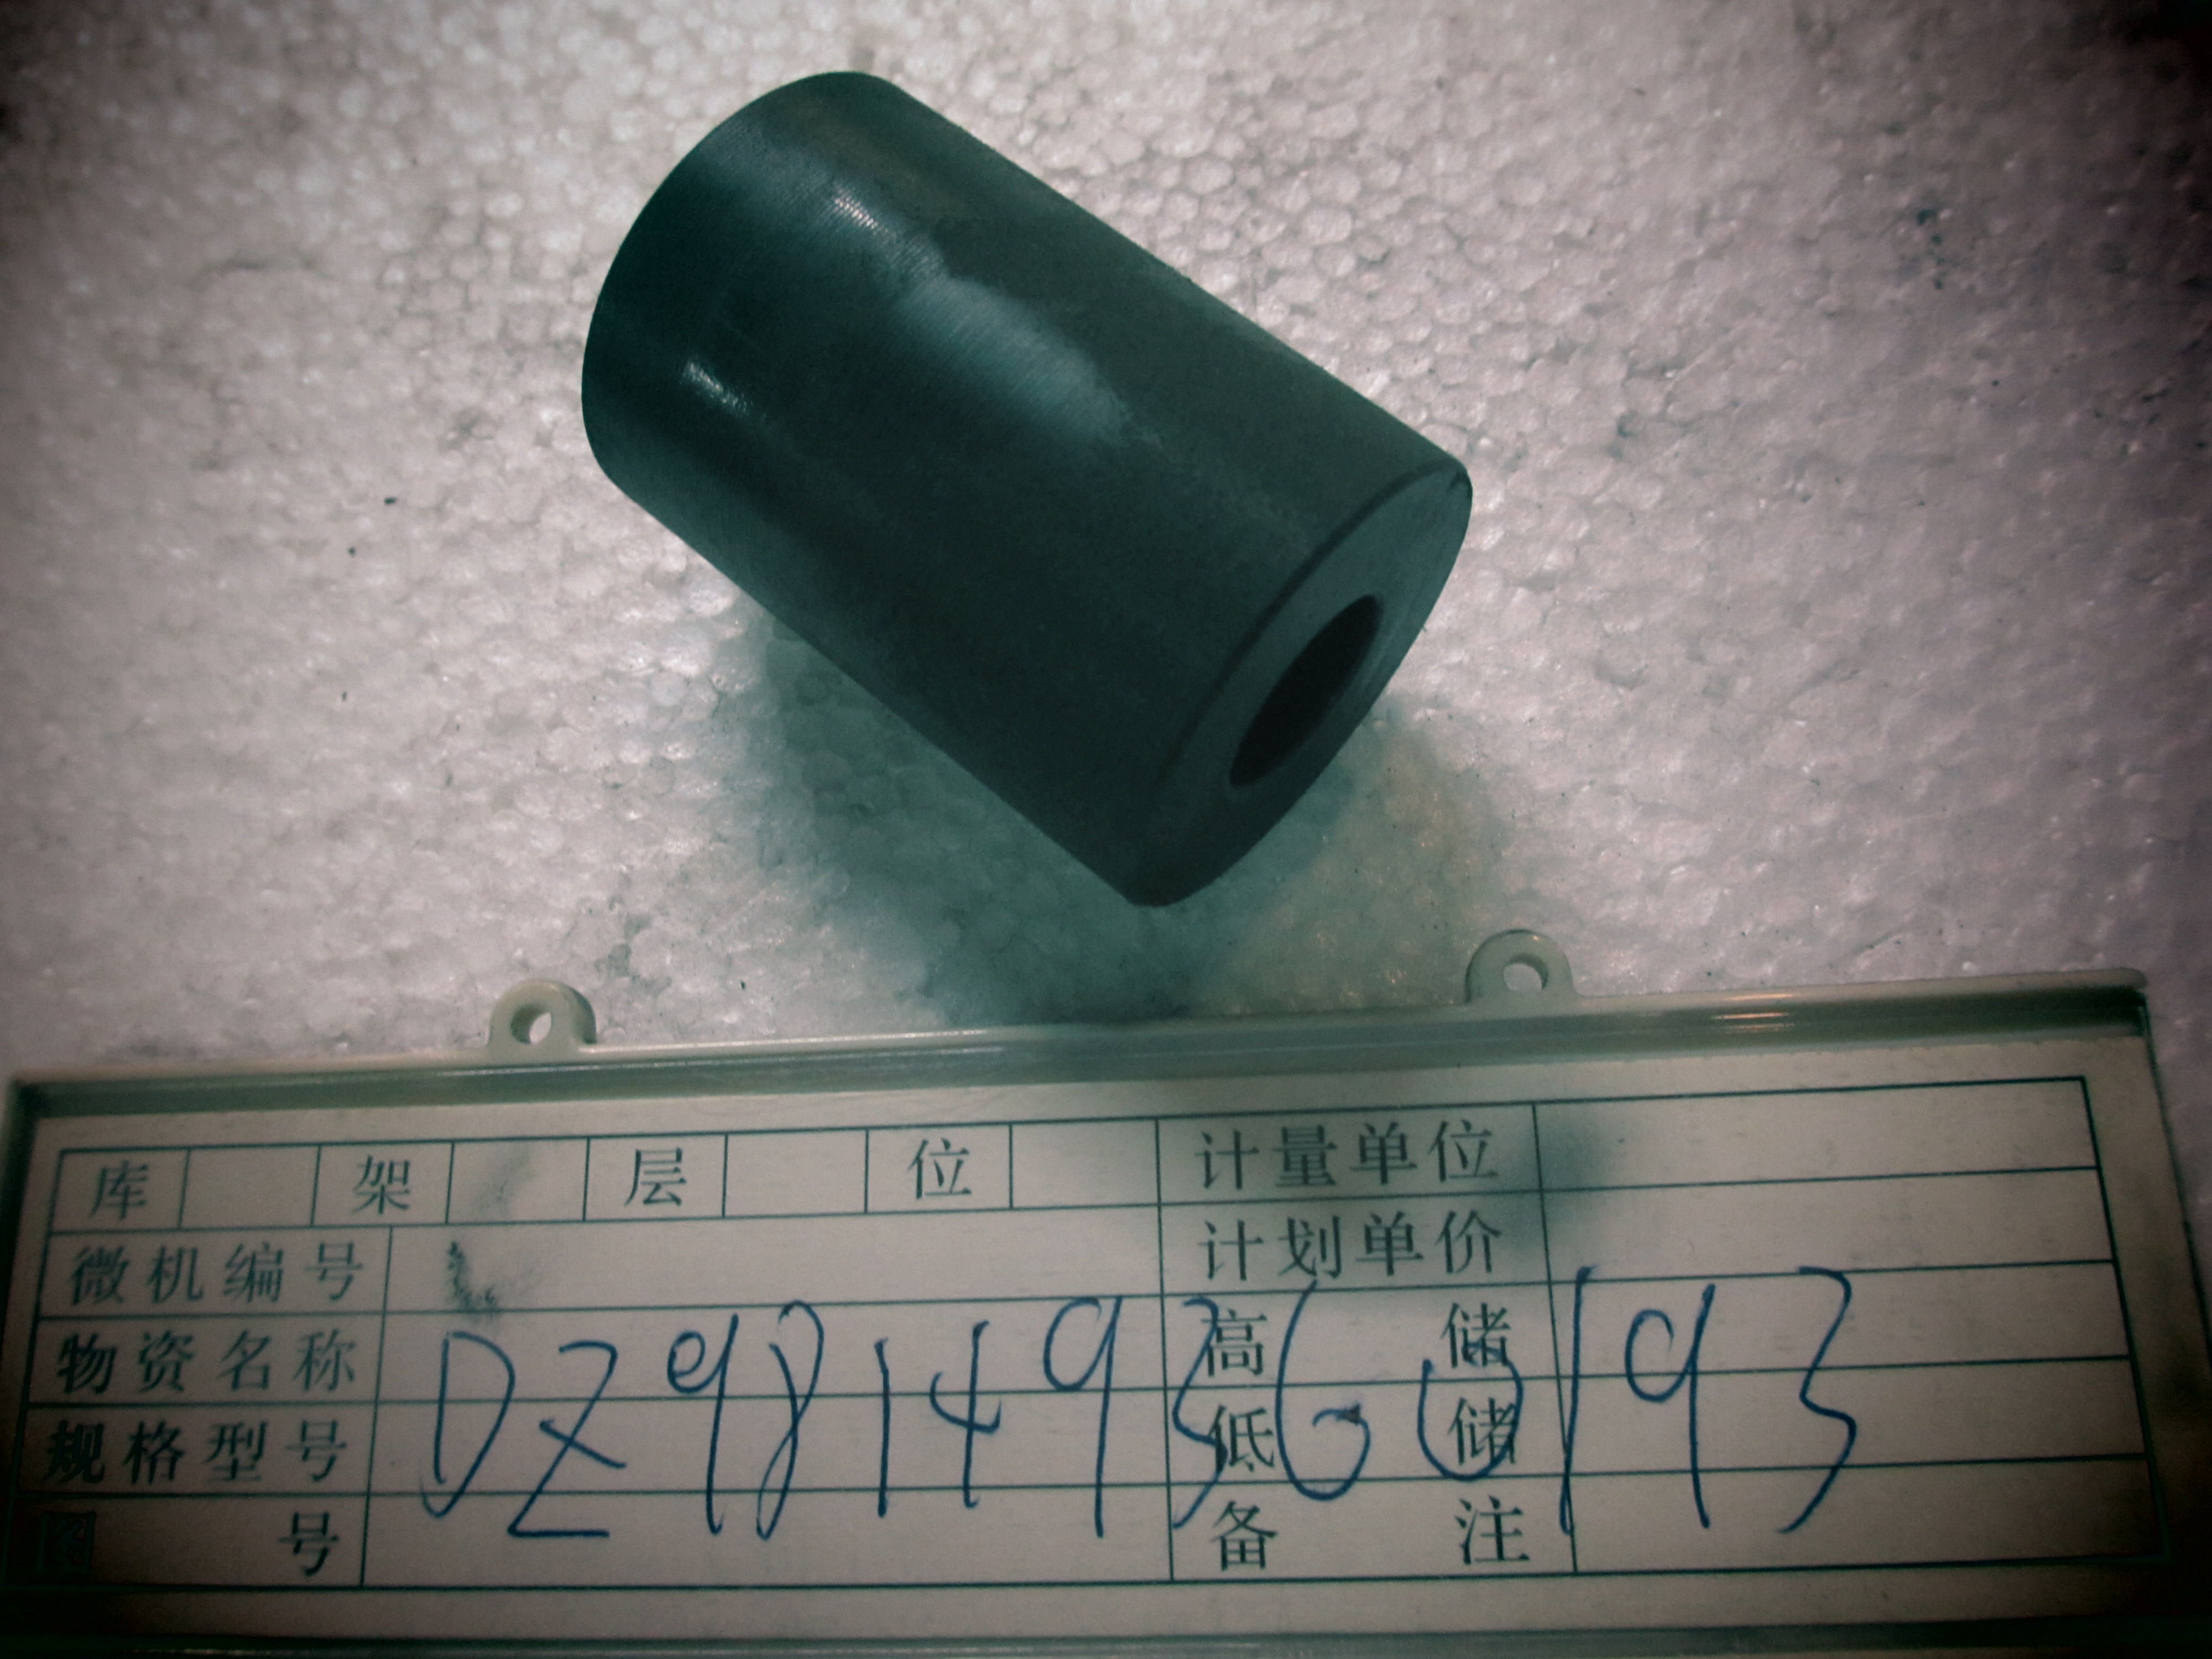 库 架 层 位 计量单位
微机编号 计划单价
物资名称 高储
规格型号 低储
图号 备注
DZ98149360193